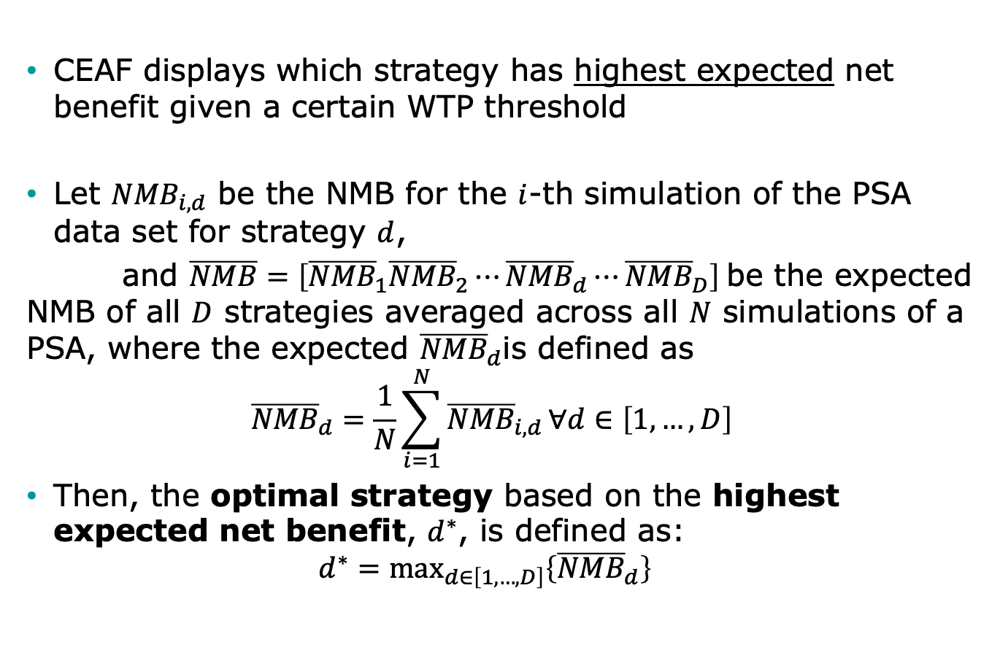 • CEAF displays which strategy has highest expected net
benefit given a certain WTP threshold
• Let $NMB_{i,d}$ be the NMB for the $i$-th simulation of the PSA
data set for strategy $d$,
and $\overline{NMB} = [\overline{NMB}_1 \overline{NMB}_2 \cdots \overline{NMB}_d \cdots \overline{NMB}_D]$ be the expected
NMB of all $D$ strategies averaged across all $N$ simulations of a
PSA, where the expected $\overline{NMB}_d$is defined as
$\overline{NMB}_d = \frac{1}{N} \sum_{i=1}^{N} \overline{NMB}_{i,d} \ \forall d \in [1, \ldots, D]$
• Then, the optimal strategy based on the highest
expected net benefit, $d^*$, is defined as:
$d^* = \max_{d \in [1,\ldots,D]} \{\overline{NMB}_d\}$